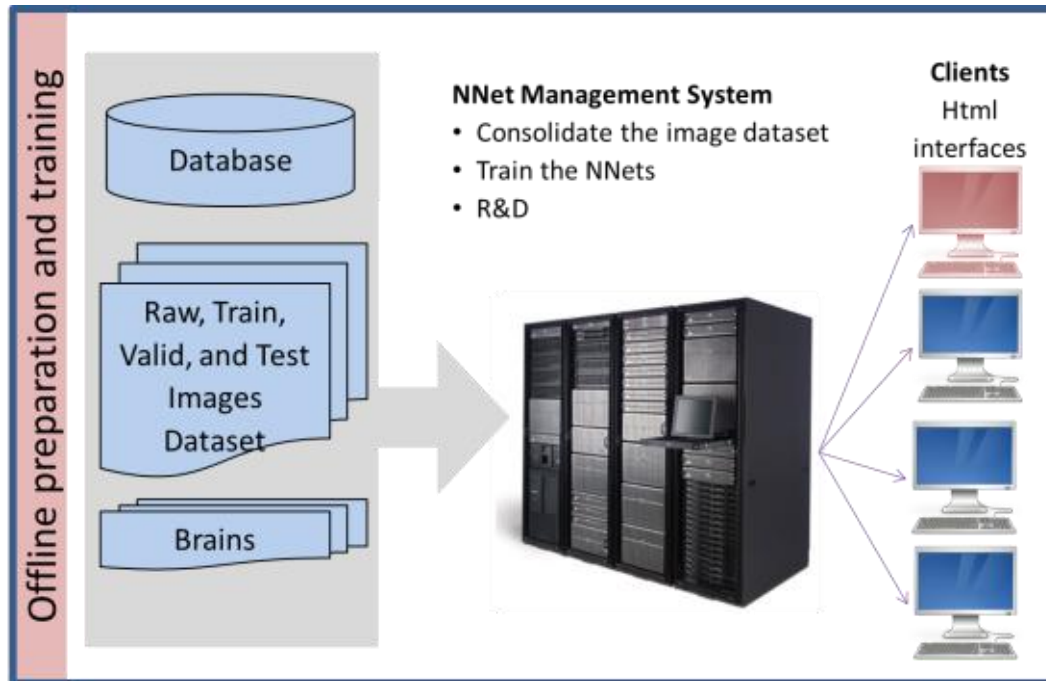 Offline preparation and training
Database
Raw, Train,
Valid, and Test
Images
Dataset
Brains
NNet Management System
• Consolidate the image dataset
• Train the NNets
• R&D
Clients
Html
interfaces